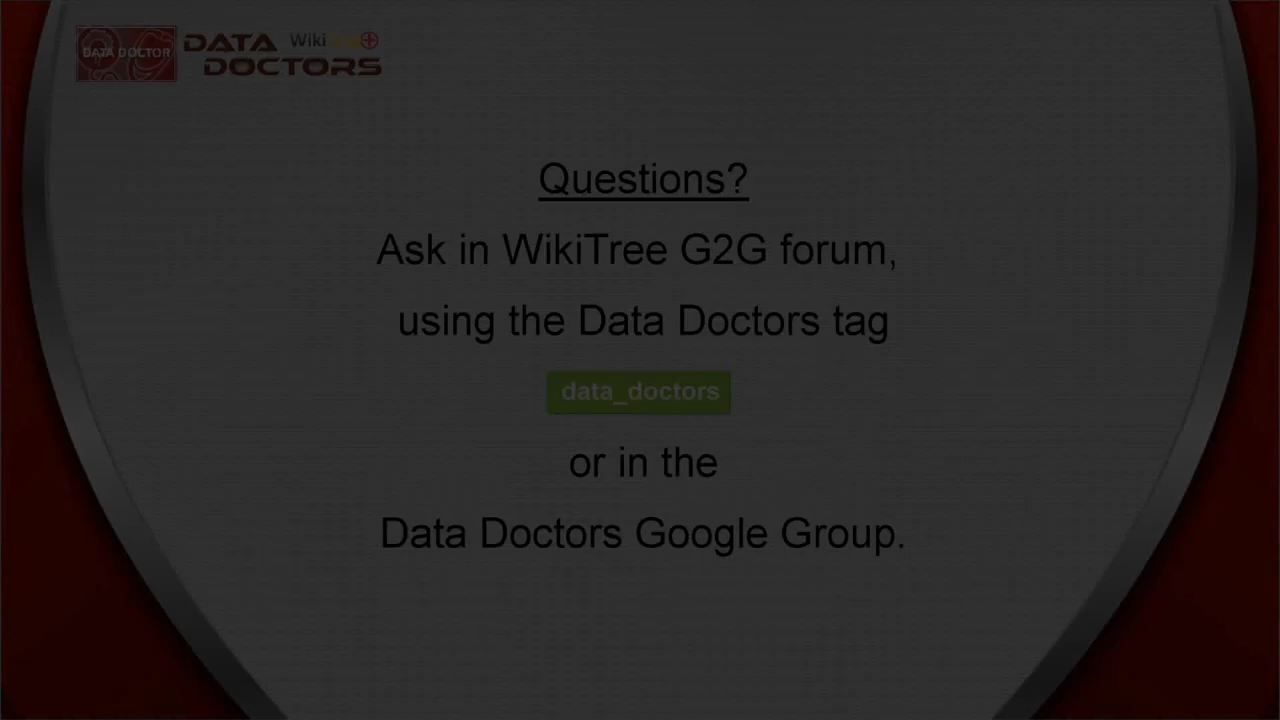 DATA DOCTOR
DATA
WikiTree+
DOCTORS
Questions?
Ask in WikiTree G2G forum,
using the Data Doctors tag
data_doctors
or in the
Data Doctors Google Group.